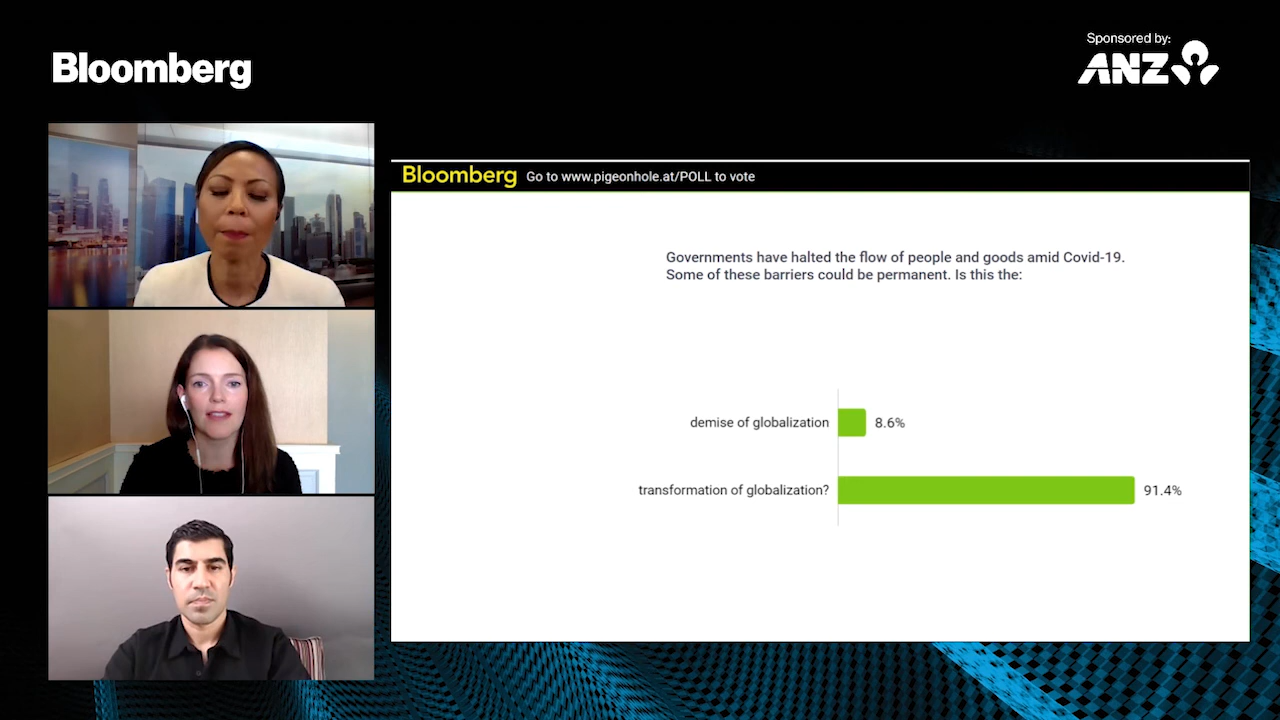 Bloomberg
Sponsored by:
ANZ
Bloomberg Go to www.pigeonhole.at/POLL to vote
Governments have halted the flow of people and goods amid Covid-19.
Some of these barriers could be permanent. Is this the:
demise of globalization 8.6%
transformation of globalization? 91.4%